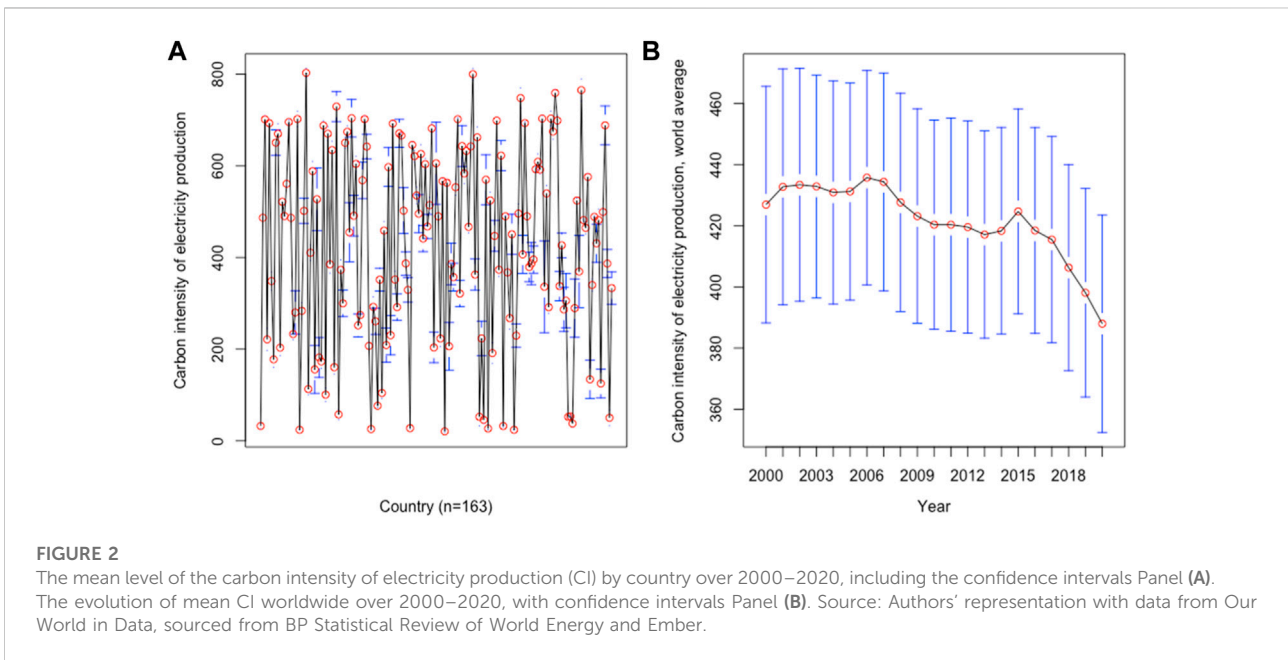 A
Carbon intensity of electricity production
800
600
400
200
0
Country (n=163)
B
Carbon intensity of electricity production, world average
460
440
420
400
380
360
2000 2003 2006 2009 2012 2015 2018
Year
FIGURE 2
The mean level of the carbon intensity of electricity production (CI) by country over 2000–2020, including the confidence intervals Panel (A).
The evolution of mean CI worldwide over 2000–2020, with confidence intervals Panel (B). Source: Authors' representation with data from Our
World in Data, sourced from BP Statistical Review of World Energy and Ember.